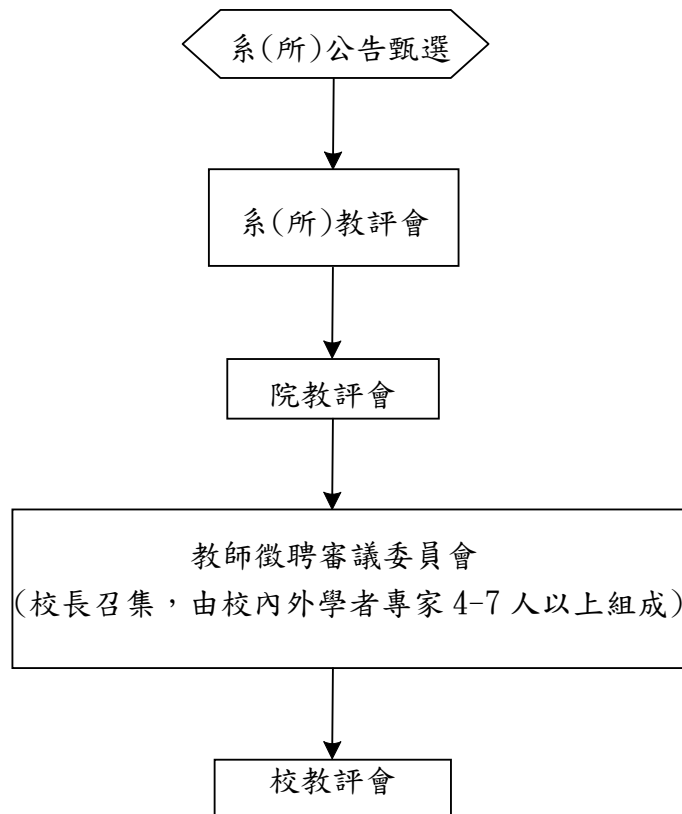 系(所)公告甄選
系(所)教評會
院教評會
教師徵聘審議委員會
(校長召集，由校內外學者專家 4-7 人以上組成)
校教評會